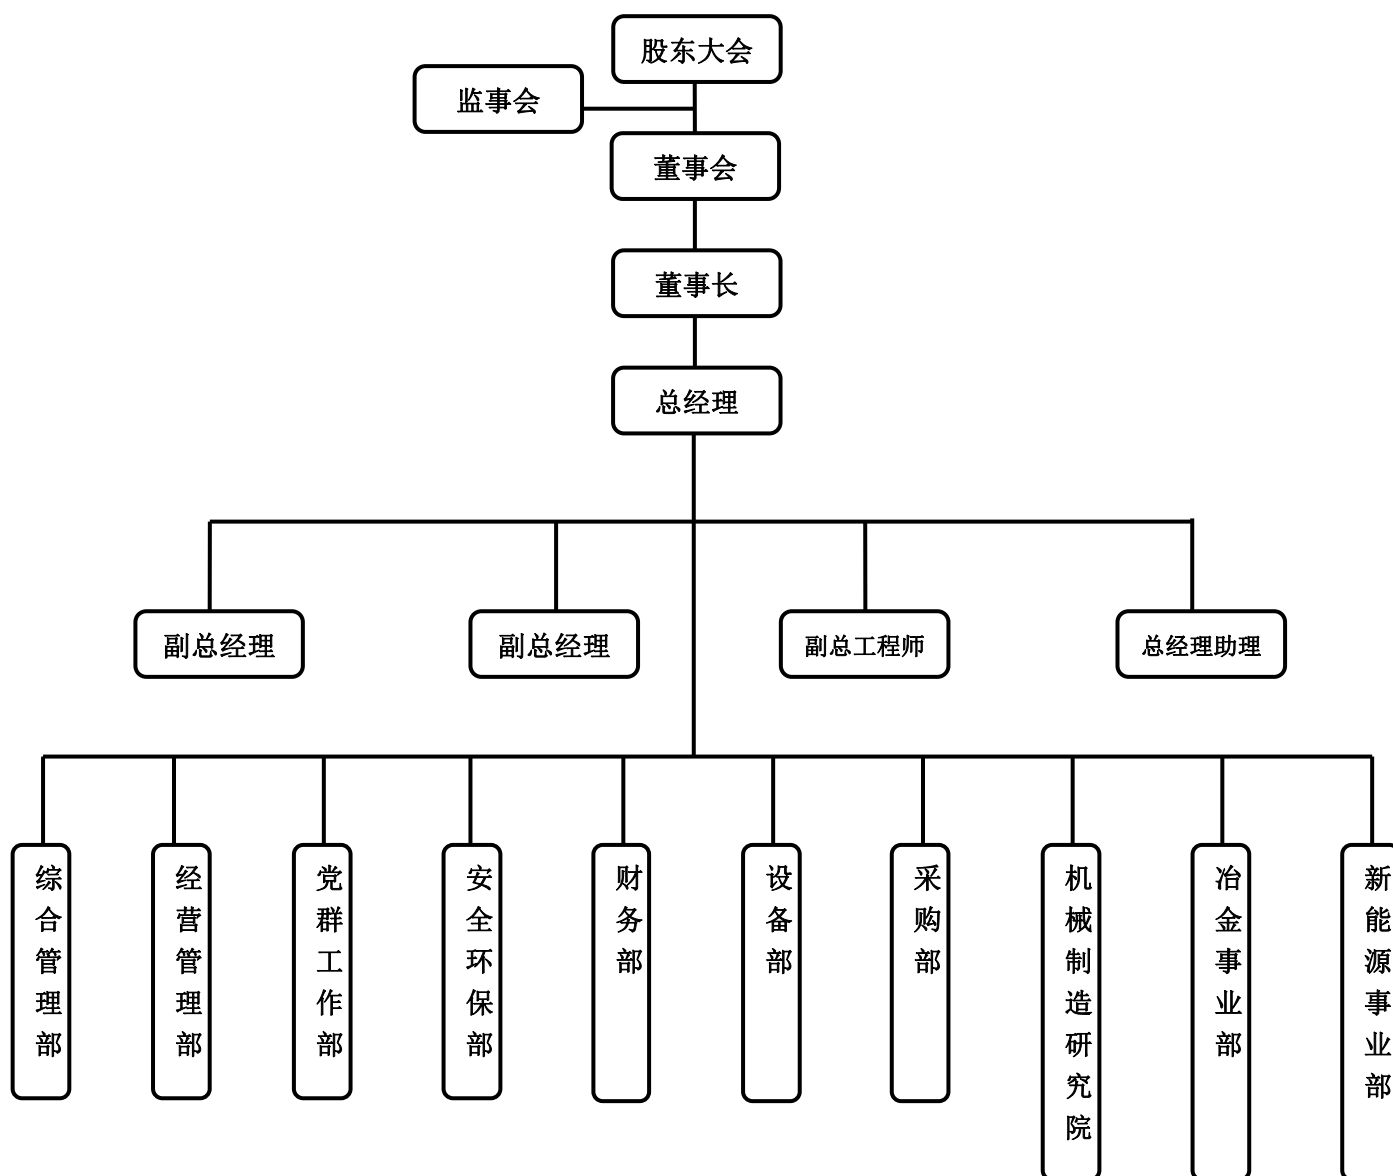 股东大会
监事会
董事会
董事长
总经理
副总经理
副总经理
副总工程师
总经理助理
综合管理部
经营管理部
党群工作部
安全环保部
财务部
设备部
采购部
机械制造研究院
冶金事业部
新能源事业部